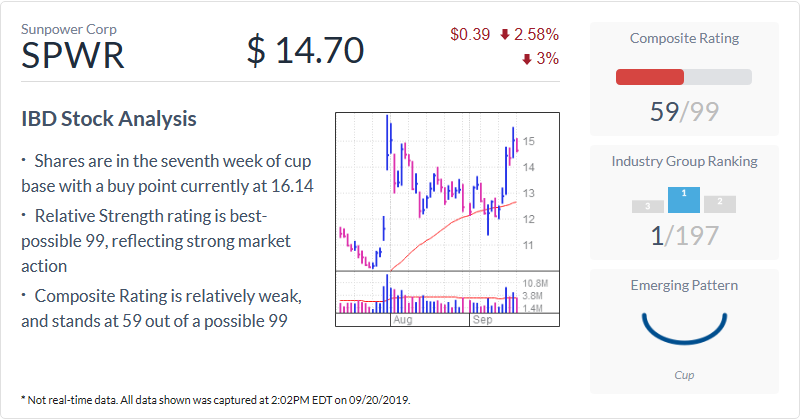 Sunpower Corp
SPWR
$ 14.70
$0.39 2.58%
3%
IBD Stock Analysis
· Shares are in the seventh week of cup
base with a buy point currently at 16.14
· Relative Strength rating is best-
possible 99, reflecting strong market
action
· Composite Rating is relatively weak,
and stands at 59 out of a possible 99
15
14
13
12
11
10.8M
3.8M
1.4M
Aug Sep
Composite Rating
59/99
Industry Group Ranking
3 1 2
1/197
Emerging Pattern
Cup
* Not real-time data. All data shown was captured at 2:02PM EDT on 09/20/2019.